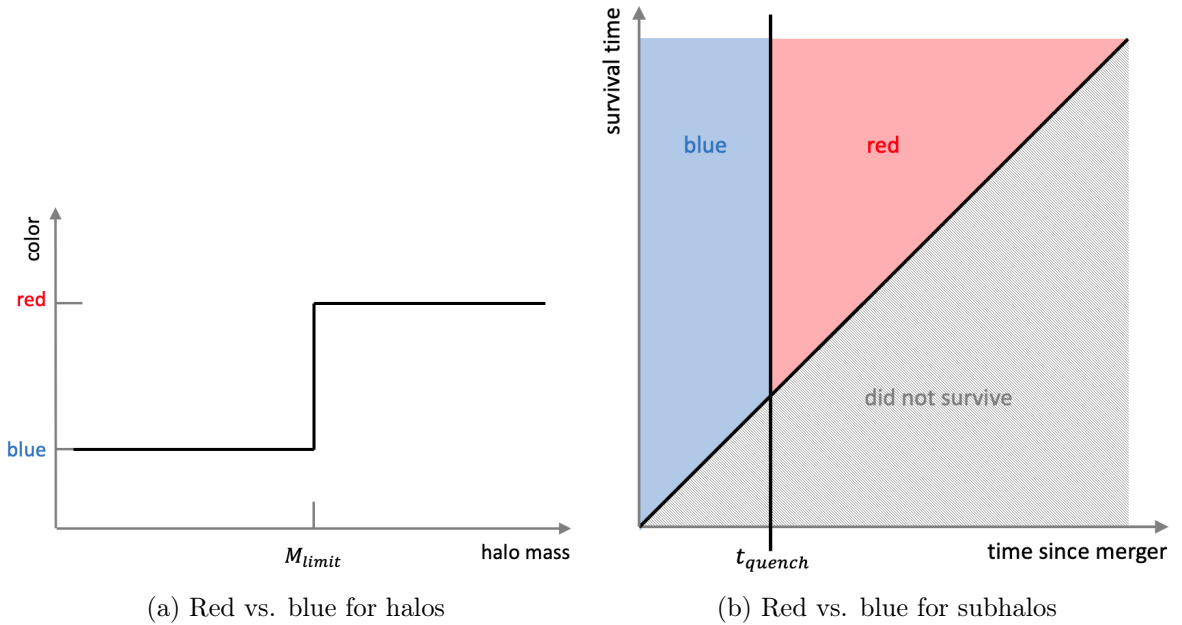 color
red
blue
M_limit
halo mass
(a) Red vs. blue for halos
survival time
blue
red
did not survive
t_quench
time since merger
(b) Red vs. blue for subhalos